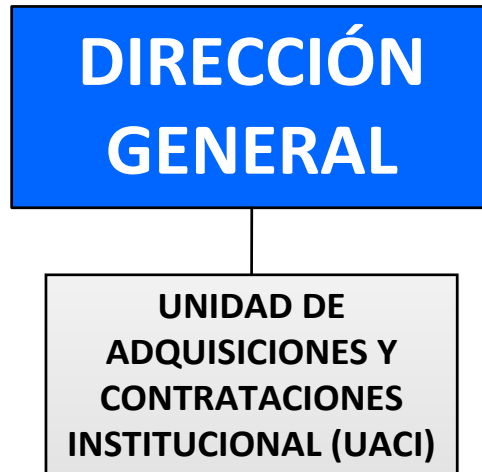 DIRECCIÓN
GENERAL
UNIDAD DE
ADQUISICIONES Y
CONTRATACIONES
INSTITUCIONAL (UACI)